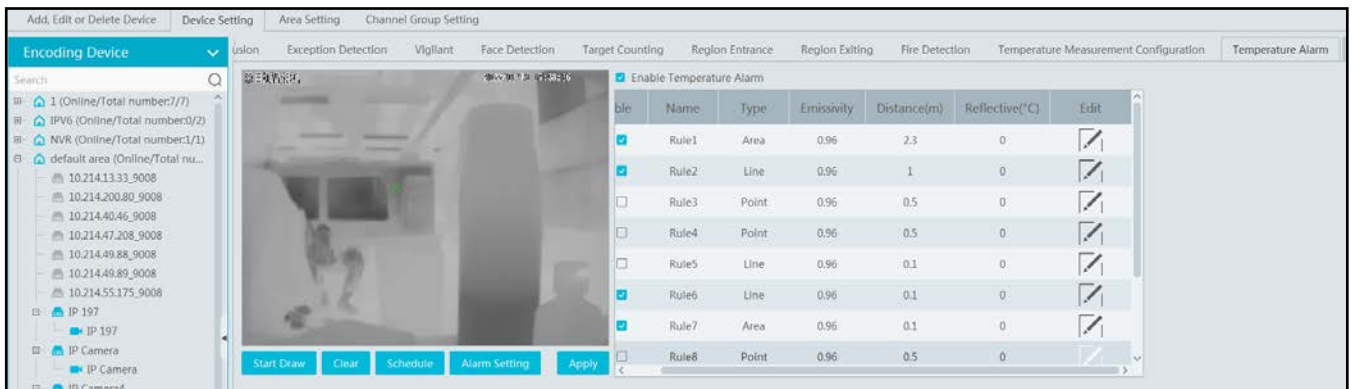 Add, Edit or Delete Device Device Setting Area Setting Channel Group Setting
Encoding Device usion Exception Detection Vigilant Face Detection Target Counting Region Entrance Region Exiting Fire Detection Temperature Measurement Configuration Temperature Alarm
Search
Enable Temperature Alarm
ble Name Type Emissivity Distance(m) Reflective(°C) Edit
Rule1 Area 0.96 2.3 0
Rule2 Line 0.96 1 0
Rule3 Point 0.96 0.5 0
Rule4 Point 0.96 0.5 0
Rule5 Line 0.96 0.1 0
Rule6 Line 0.96 0.1 0
Rule7 Area 0.96 0.1 0
Rule8 Point 0.96 0.5 0
1 (Online/Total number:7/7)
IPV6 (Online/Total number:0/2)
NVR (Online/Total number:1/1)
default area (Online/Total nu...
10.214.13.33_9008
10.214.200.80_9008
10.214.40.46_9008
10.214.47.208_9008
10.214.49.88_9008
10.214.49.89_9008
10.214.55.175_9008
IP 197
IP 197
IP Camera
IP Camera
IP Camera4
Start Draw Clear Schedule Alarm Setting Apply